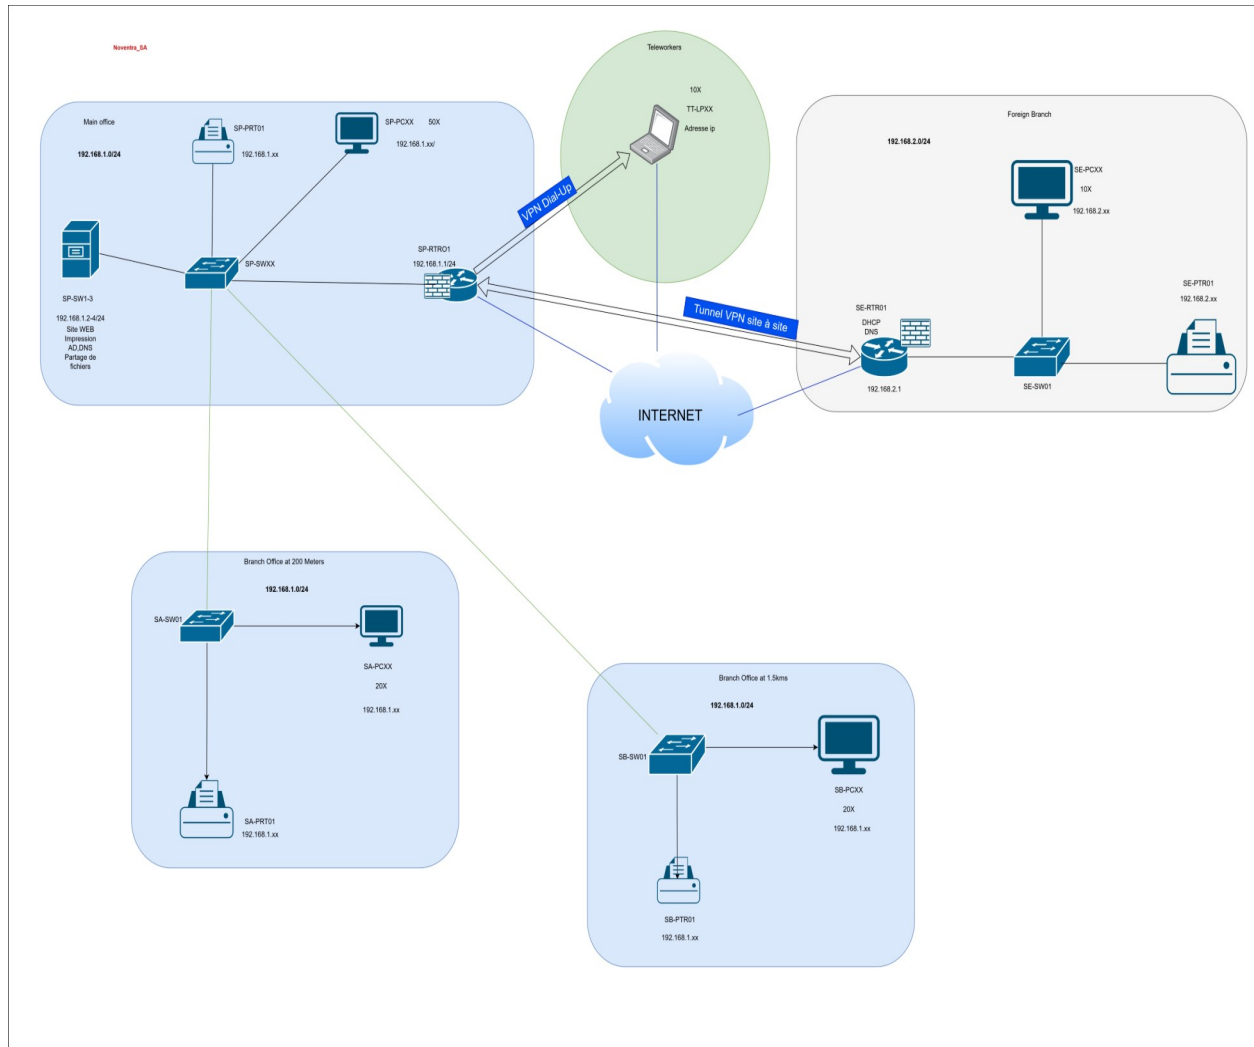 Noventra_SA
Main office
192.168.1.0/24
SP-PRT01
192.168.1.xx
SP-PCXX 50X
192.168.1.xx/
SP-SW1-3
192.168.1.2-4/24
Site WEB
Impression
AD,DNS
Partage de
fichiers
SP-SWXX
SP-RTRO1
192.168.1.1/24
VPN Dial-Up
Teleworkers
10X
TT-LPXX
Adresse ip
Tunnel VPN site à site
INTERNET
Foreign Branch
192.168.2.0/24
SE-PCXX
10X
192.168.2.xx
SE-PTR01
192.168.2.xx
SE-RTR01
DHCP
DNS
192.168.2.1
SE-SW01
Branch Office at 200 Meters
192.168.1.0/24
SA-SW01
SA-PCXX
20X
192.168.1.xx
SA-PRT01
192.168.1.xx
Branch Office at 1.5kms
192.168.1.0/24
SB-SW01
SB-PCXX
20X
192.168.1.xx
SB-PTR01
192.168.1.xx